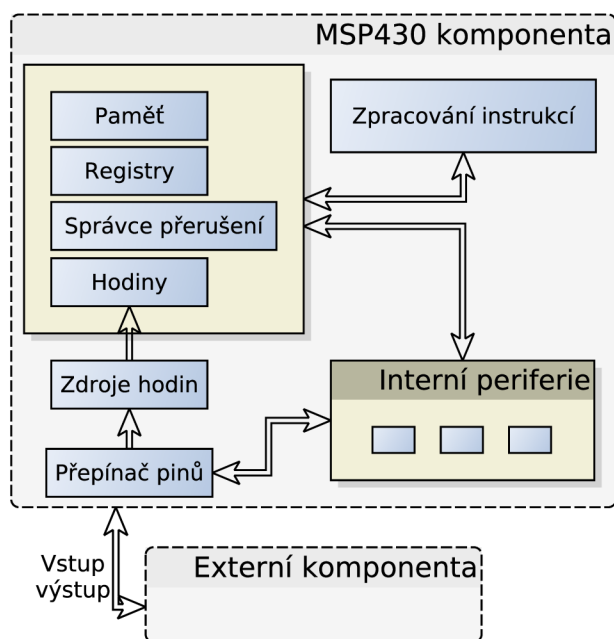 MSP430 komponenta
Paměť
Registry
Správce přerušení
Hodiny
Zpracování instrukcí
Zdroje hodin
Interní periferie
Přepínač pinů
Vstup
výstup
Externí komponenta